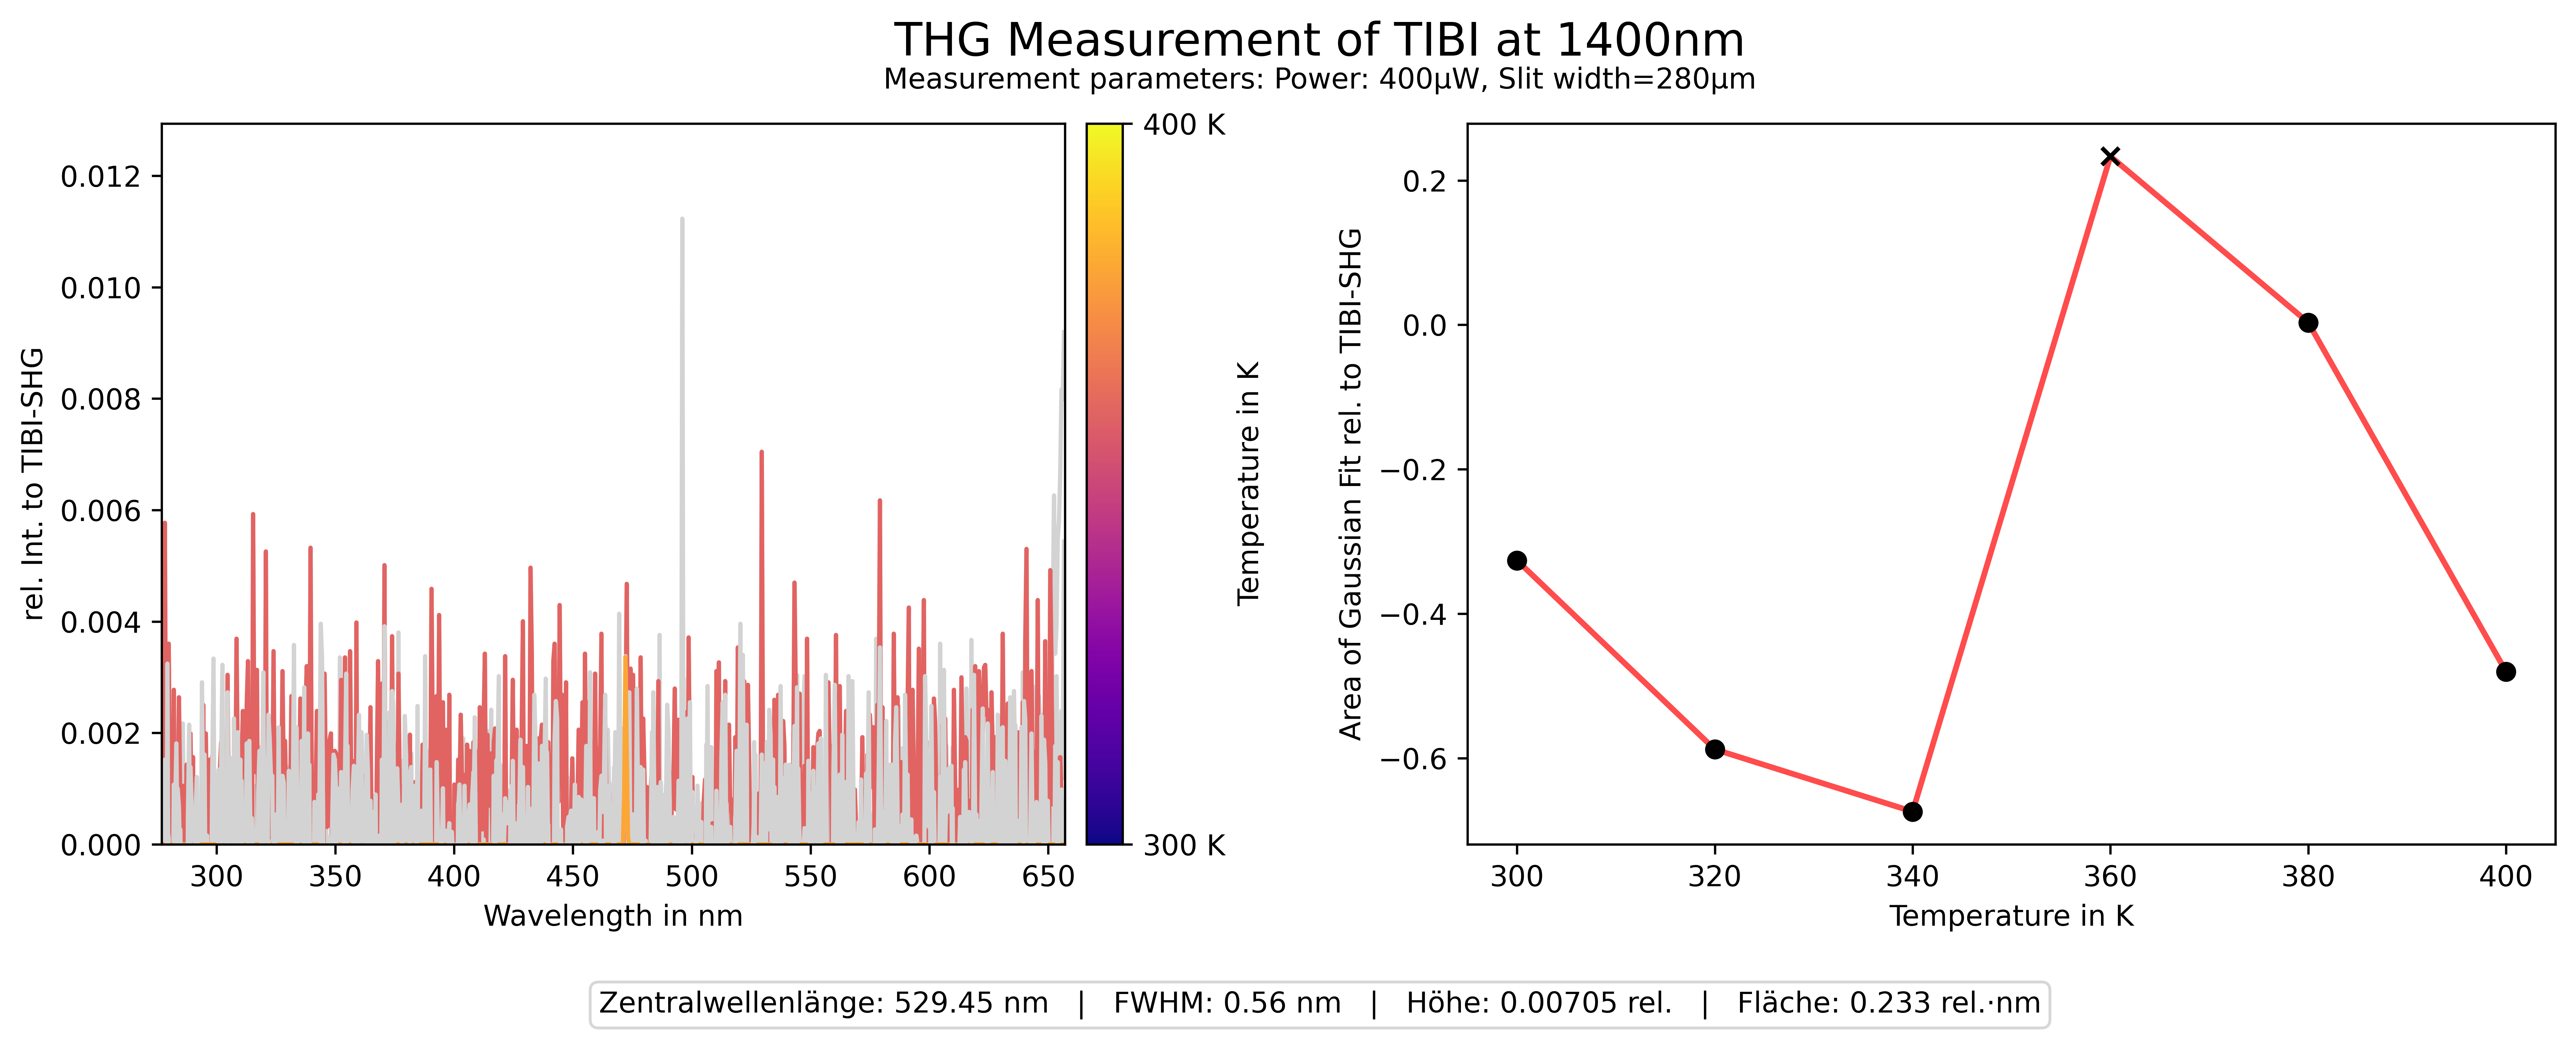 THG Measurement of TIBI at 1400nm
Measurement parameters: Power: 400μW, Slit width=280μm
rel. Int. to TIBI-SHG
0.012
0.010
0.008
0.006
0.004
0.002
0.000
300 350 400 450 500 550 600 650
Wavelength in nm
400 K
300 K
Temperature in K
Area of Gaussian Fit rel. to TIBI-SHG
0.2
0.0
−0.2
−0.4
−0.6
300 320 340 360 380 400
Temperature in K
Zentralwellenlänge: 529.45 nm | FWHM: 0.56 nm | Höhe: 0.00705 rel. | Fläche: 0.233 rel.·nm